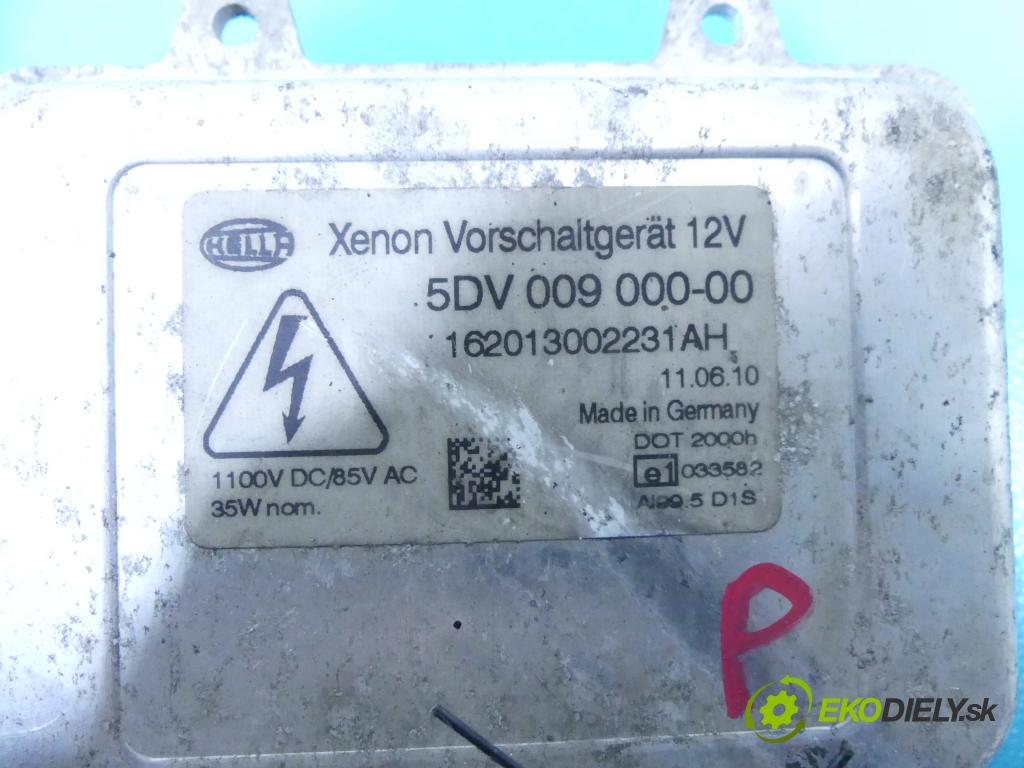 HELLA
Xenon Vorschaltgerät 12V
5DV 009 000-00
162013002231AH
11.06.10
Made in Germany
DOT 2000h
e1 033582
Al99.5 D1S
1100V DC/85V AC
35W nom.
P
EKODIELY.sk